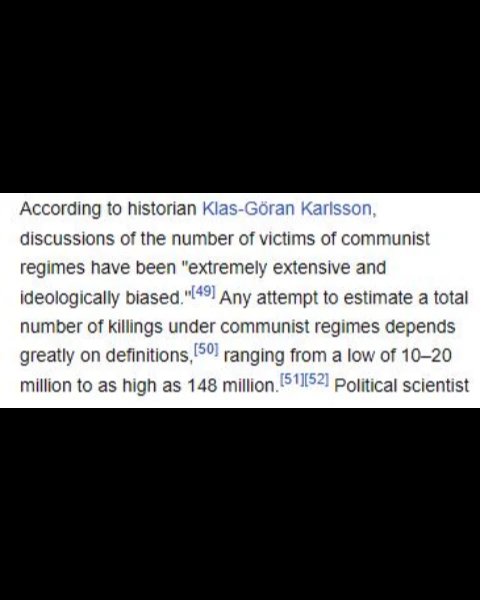 According to historian Klas-Göran Karlsson,
discussions of the number of victims of communist
regimes have been "extremely extensive and
ideologically biased."[49] Any attempt to estimate a total
number of killings under communist regimes depends
greatly on definitions,[50] ranging from a low of 10–20
million to as high as 148 million.[51][52] Political scientist